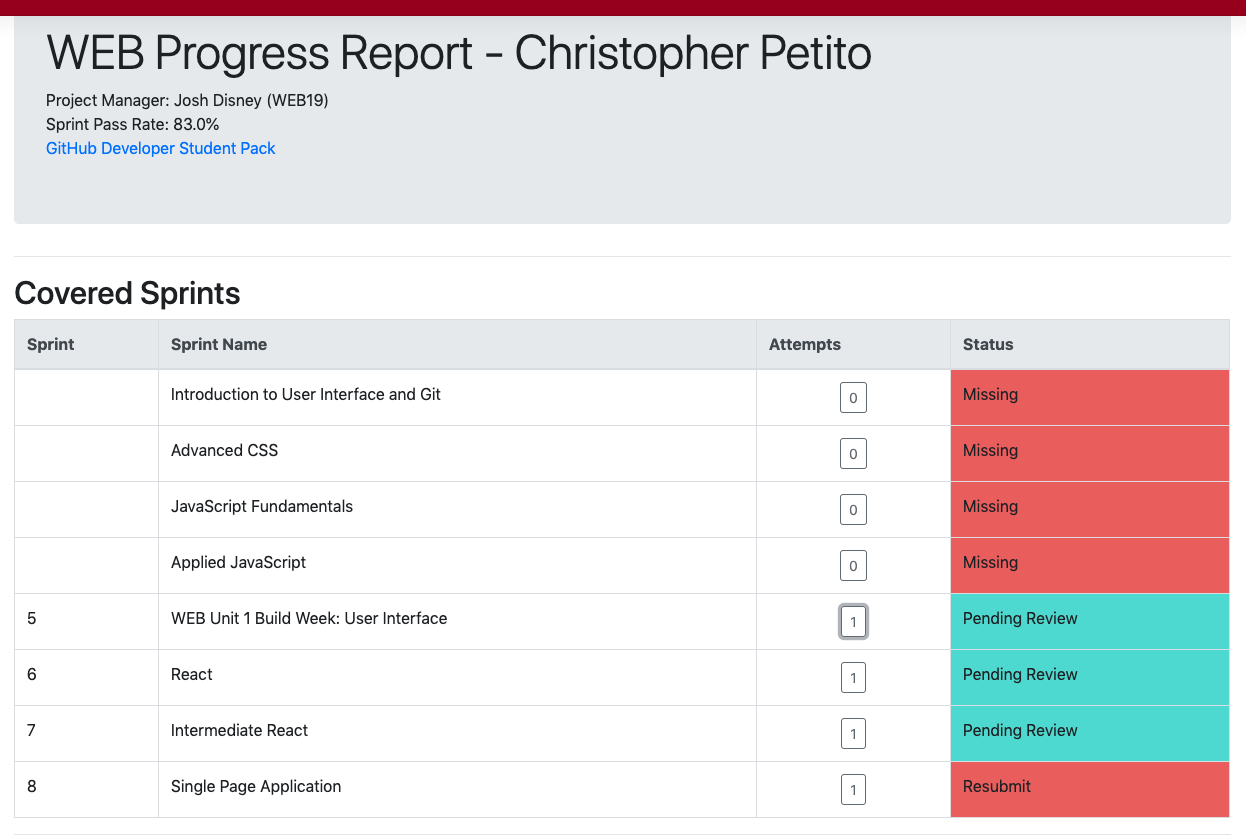 WEB Progress Report - Christopher Petito
Project Manager: Josh Disney (WEB19)
Sprint Pass Rate: 83.0%
GitHub Developer Student Pack
Covered Sprints
Sprint Sprint Name Attempts Status
Introduction to User Interface and Git 0 Missing
Advanced CSS 0 Missing
JavaScript Fundamentals 0 Missing
Applied JavaScript 0 Missing
5 WEB Unit 1 Build Week: User Interface 1 Pending Review
6 React 1 Pending Review
7 Intermediate React 1 Pending Review
8 Single Page Application 1 Resubmit